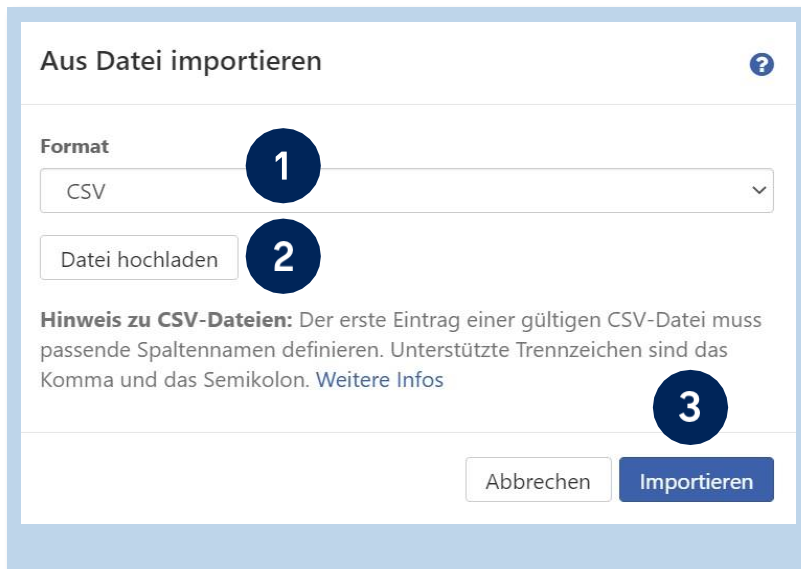 Aus Datei importieren
?
Format
1
CSV
Datei hochladen
2
Hinweis zu CSV-Dateien: Der erste Eintrag einer gültigen CSV-Datei muss
passende Spaltennamen definieren. Unterstützte Trennzeichen sind das
Komma und das Semikolon. Weitere Infos
3
Abbrechen
Importieren